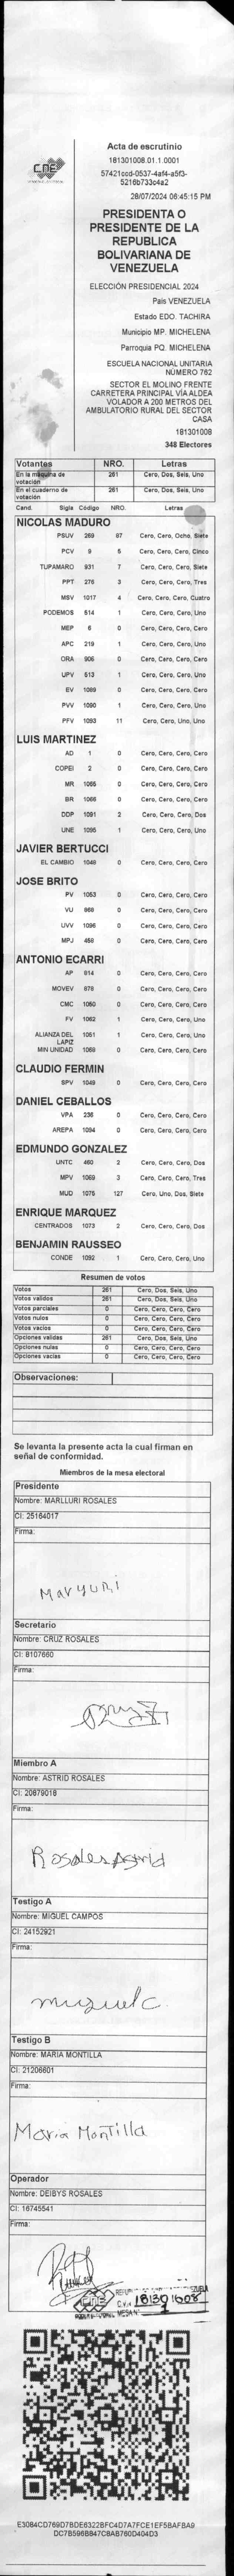 CNE
Acta de escrutinio
181301008.01.1.0001
57421ccd-0537-4af4-a5f3-
5216b733c4a2
28/07/2024 06:45:15 PM
PRESIDENTA O
PRESIDENTE DE LA
REPUBLICA
BOLIVARIANA DE
VENEZUELA
ELECCIÓN PRESIDENCIAL 2024
País VENEZUELA
Estado EDO. TACHIRA
Municipio MP. MICHELENA
Parroquia PQ. MICHELENA
ESCUELA NACIONAL UNITARIA
NÚMERO 762
SECTOR EL MOLINO FRENTE
CARRETERA PRINCIPAL VÍA ALDEA
VOLADOR A 200 METROS DEL
AMBULATORIO RURAL DEL SECTOR
CASA
181301008
348 Electores
Votantes NRO. Letras
En la máquina de votación 261 Cero, Dos, Seis, Uno
En el cuaderno de votación 261 Cero, Dos, Seis, Uno
Cand. Sigla Código NRO. Letras
NICOLAS MADURO
PSUV 269 87 Cero, Cero, Ocho, Siete
PCV 9 5 Cero, Cero, Cero, Cinco
TUPAMARO 931 7 Cero, Cero, Cero, Siete
PPT 276 3 Cero, Cero, Cero, Tres
MSV 1017 4 Cero, Cero, Cero, Cuatro
PODEMOS 514 1 Cero, Cero, Cero, Uno
MEP 6 0 Cero, Cero, Cero, Cero
APC 219 1 Cero, Cero, Cero, Uno
ORA 906 0 Cero, Cero, Cero, Cero
UPV 513 1 Cero, Cero, Cero, Uno
EV 1089 0 Cero, Cero, Cero, Cero
PVV 1090 1 Cero, Cero, Cero, Uno
PFV 1093 11 Cero, Cero, Uno, Uno
LUIS MARTINEZ
AD 1 0 Cero, Cero, Cero, Cero
COPEI 2 0 Cero, Cero, Cero, Cero
MR 1065 0 Cero, Cero, Cero, Cero
BR 1066 0 Cero, Cero, Cero, Cero
DDP 1091 2 Cero, Cero, Cero, Dos
UNE 1095 1 Cero, Cero, Cero, Uno
JAVIER BERTUCCI
EL CAMBIO 1048 0 Cero, Cero, Cero, Cero
JOSE BRITO
PV 1053 0 Cero, Cero, Cero, Cero
VU 969 0 Cero, Cero, Cero, Cero
UVV 1096 0 Cero, Cero, Cero, Cero
MPJ 459 0 Cero, Cero, Cero, Cero
ANTONIO ECARRI
AP 914 0 Cero, Cero, Cero, Cero
MOVEV 878 0 Cero, Cero, Cero, Cero
CMC 1050 0 Cero, Cero, Cero, Cero
FV 1062 1 Cero, Cero, Cero, Uno
ALIANZA DEL LAPIZ 1051 1 Cero, Cero, Cero, Uno
MIN UNIDAD 1068 0 Cero, Cero, Cero, Cero
CLAUDIO FERMIN
SPV 1049 0 Cero, Cero, Cero, Cero
DANIEL CEBALLOS
VPA 236 0 Cero, Cero, Cero, Cero
AREPA 1094 0 Cero, Cero, Cero, Cero
EDMUNDO GONZALEZ
UNTC 460 2 Cero, Cero, Cero, Dos
MPV 1069 3 Cero, Cero, Cero, Tres
MUD 1075 127 Cero, Uno, Dos, Siete
ENRIQUE MARQUEZ
CENTRADOS 1073 2 Cero, Cero, Cero, Dos
BENJAMIN RAUSSEO
CONDE 1092 1 Cero, Cero, Cero, Uno
Resumen de votos
Votos 261 Cero, Dos, Seis, Uno
Votos validos 261 Cero, Dos, Seis, Uno
Votos parciales 0 Cero, Cero, Cero, Cero
Votos nulos 0 Cero, Cero, Cero, Cero
Votos vacios 0 Cero, Cero, Cero, Cero
Opciones validas 261 Cero, Dos, Seis, Uno
Opciones nulas 0 Cero, Cero, Cero, Cero
Opciones vacias 0 Cero, Cero, Cero, Cero
Observaciones:
Se levanta la presente acta la cual firman en
señal de conformidad.
Miembros de la mesa electoral
Presidente
Nombre: MARLLURI ROSALES
CI: 25164017
Firma:
Maryuri
Secretario
Nombre: CRUZ ROSALES
CI: 8107660
Firma:
Miembro A
Nombre: ASTRID ROSALES
CI: 20879018
Firma:
Rosales Astrid
Testigo A
Nombre: MIGUEL CAMPOS
CI: 24152921
Firma:
miguel c.
Testigo B
Nombre: MARIA MONTILLA
CI: 21206601
Firma:
Maria Montilla
Operador
Nombre: DEIBYS ROSALES
CI: 16745541
Firma:
CNE
181301008
MESA N° 1
E3084CD769D7BDE6322BFC4D7A7FCE1EF5BAFBA9
DC7B596B847C8AB760D404D3